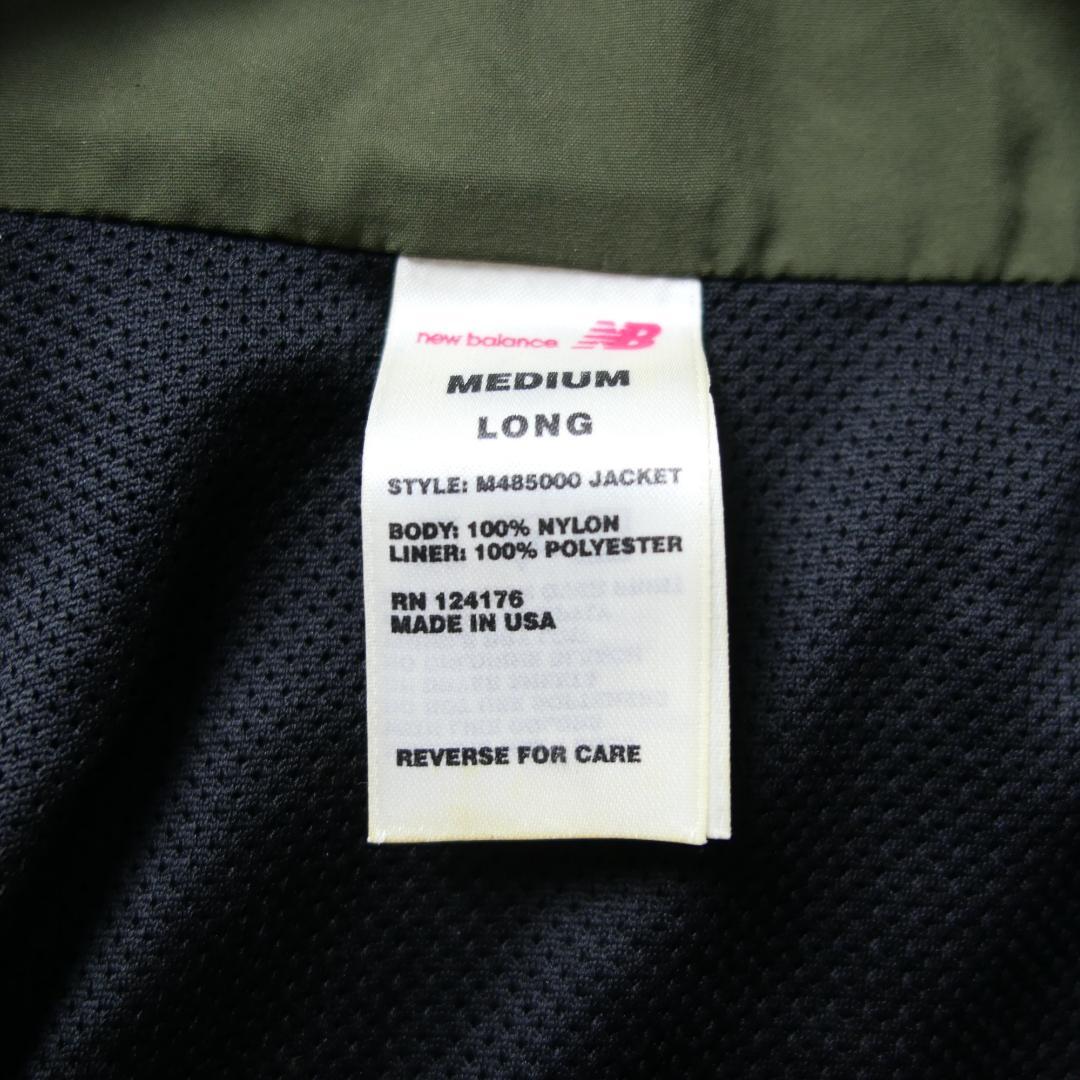 new balance NB
MEDIUM
LONG
STYLE: M485000 JACKET
BODY: 100% NYLON
LINER: 100% POLYESTER
RN 124176
MADE IN USA
REVERSE FOR CARE